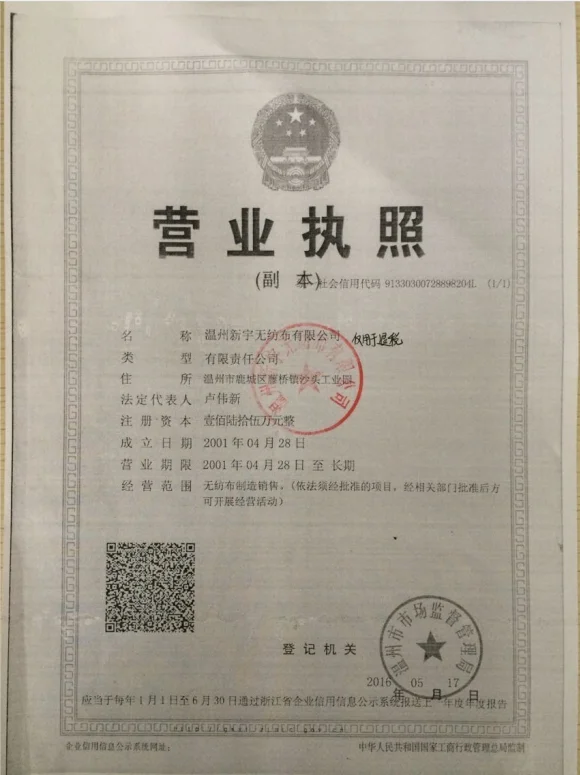 营业执照
(副 本)
社会信用代码 91330300728898204L (1/1)
名 称 温州新宇无纺布有限公司 仅用于退税
类 型 有限责任公司
住 所 温州市鹿城区藤桥镇沙头工业园
法定代表人 卢伟新
注册资本 壹佰陆拾伍万元整
成立日期 2001年04月28日
营业期限 2001年04月28日 至 长期
经营范围 无纺布制造销售。(依法须经批准的项目,经相关部门批准后方
可开展经营活动)
登记机关
温州市市场监督管理局
2016 05 17
年 月 日
应当于每年1月1日至6月30日通过浙江省企业信用信息公示系统报送上一年度年度报告
企业信用信息公示系统网址:
中华人民共和国国家工商行政管理总局监制